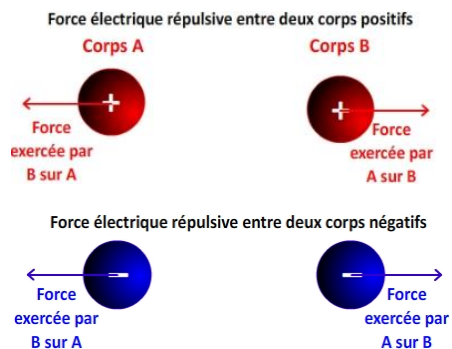 Force électrique répulsive entre deux corps positifs
Corps A
Corps B
+
+
Force
exercée par
B sur A
Force
exercée par
A sur B
Force électrique répulsive entre deux corps négatifs
-
-
Force
exercée par
B sur A
Force
exercée par
A sur B